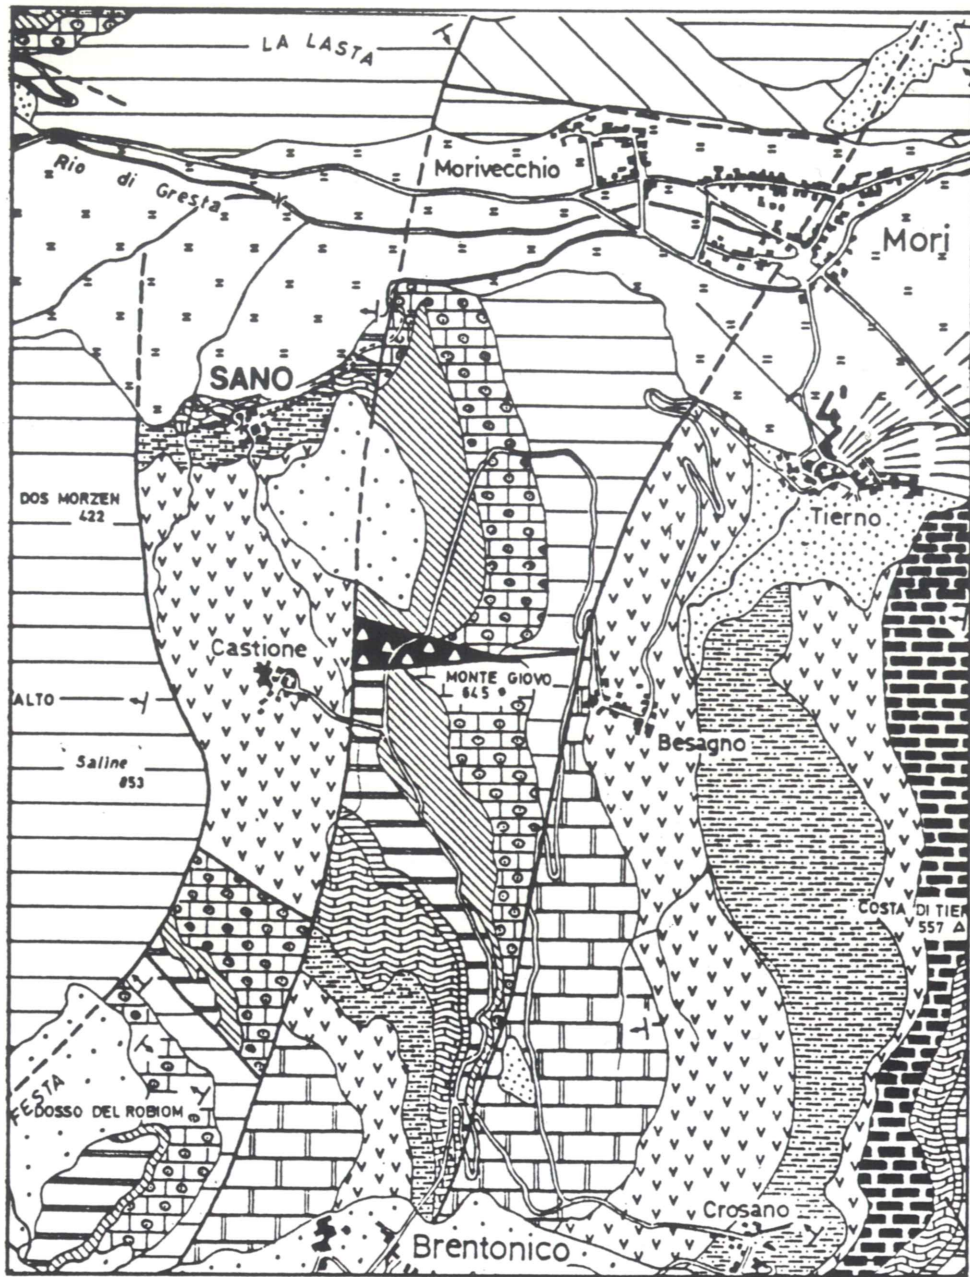 LA LASTA
Rio di Gresta
Morivecchio
Mori
SANO
DOS MORZEN
422
Tierno
Castione
MONTE GIOVO
645
ALTO
Besagno
Saline
853
COSTA DI TIER
557
FESTA
DOSSO DEL ROBIOM
Crosano
Brentonico